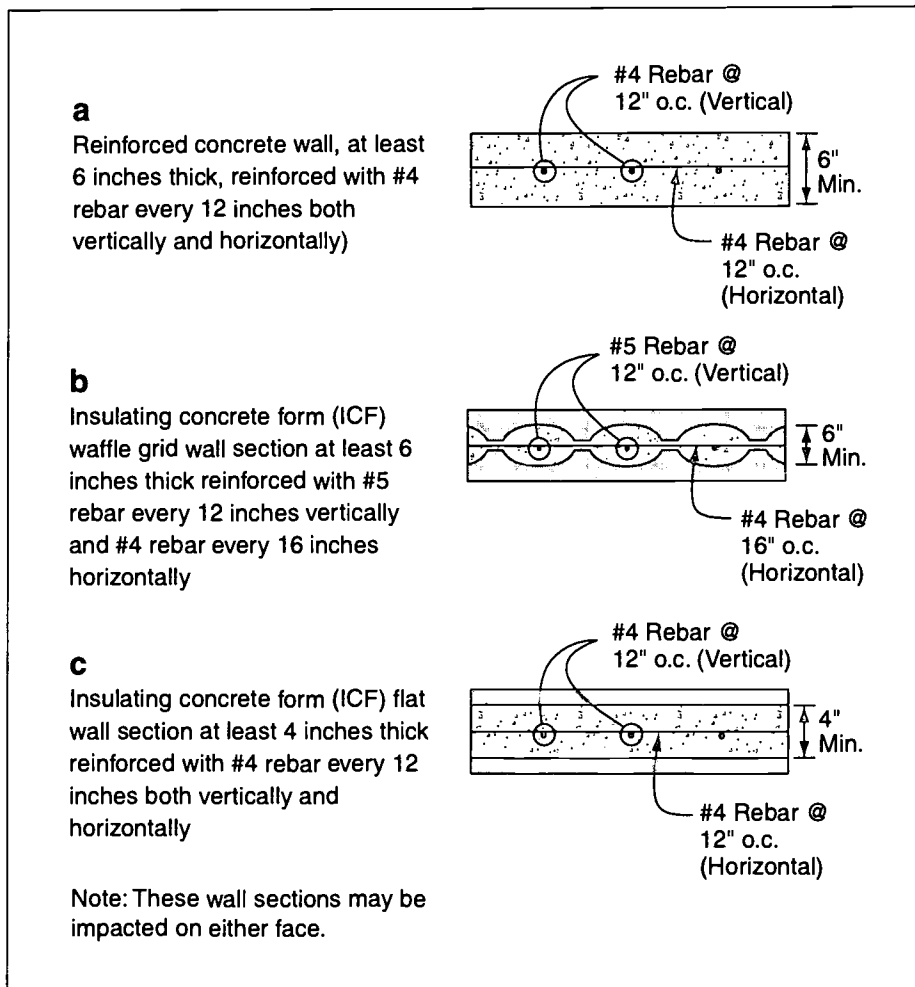 a
Reinforced concrete wall, at least
6 inches thick, reinforced with #4
rebar every 12 inches both
vertically and horizontally)
#4 Rebar @
12" o.c. (Vertical)
6"
Min.
#4 Rebar @
12" o.c.
(Horizontal)
b
Insulating concrete form (ICF)
waffle grid wall section at least 6
inches thick reinforced with #5
rebar every 12 inches vertically
and #4 rebar every 16 inches
horizontally
#5 Rebar @
12" o.c. (Vertical)
6"
Min.
#4 Rebar @
16" o.c.
(Horizontal)
c
Insulating concrete form (ICF) flat
wall section at least 4 inches thick
reinforced with #4 rebar every 12
inches both vertically and
horizontally
#4 Rebar @
12" o.c. (Vertical)
4"
Min.
#4 Rebar @
12" o.c.
(Horizontal)
Note: These wall sections may be
impacted on either face.